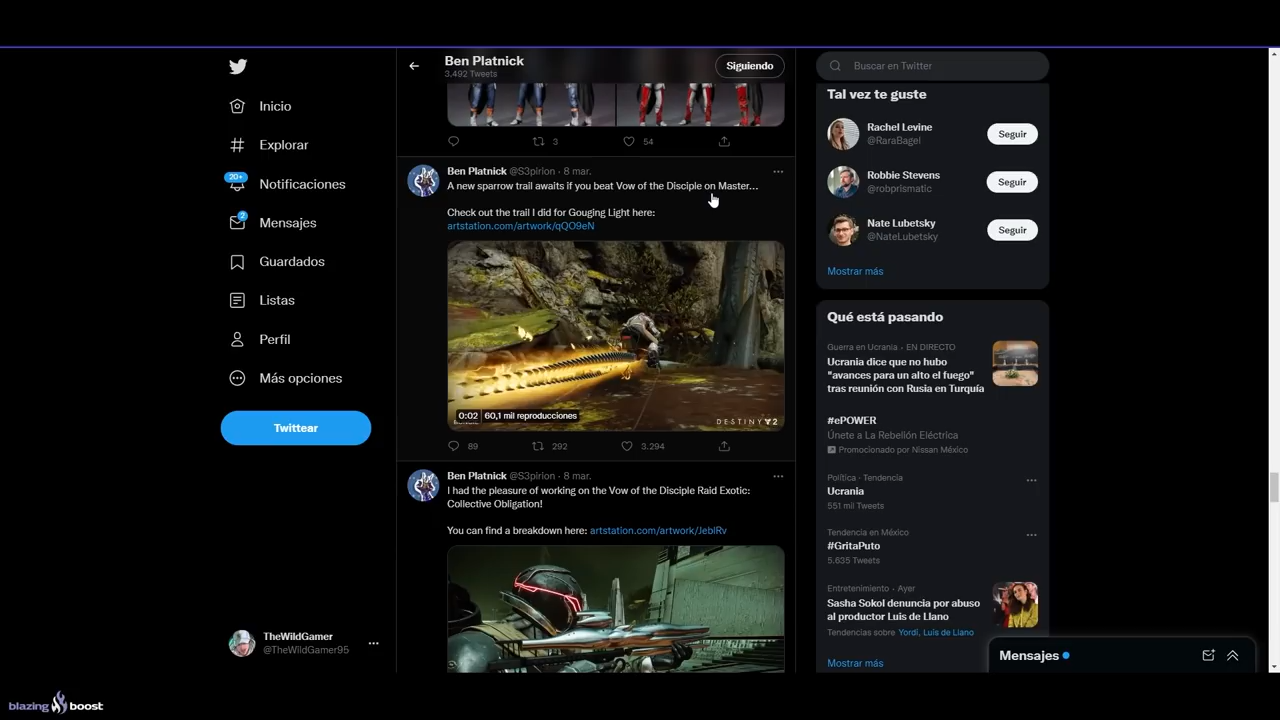 Ben Platnick
3,492 Tweets
Siguiendo
Buscar en Twitter
Inicio
Explorar
20+
Notificaciones
2
Mensajes
Guardados
Listas
Perfil
Más opciones
Twittear
TheWildGamer
@TheWildGamer95
3
54
Ben Platnick @S3pirion · 8 mar.
A new sparrow trail awaits if you beat Vow of the Disciple on Master...
Check out the trail I did for Gouging Light here:
artstation.com/artwork/qQO9eN
0:02
60,1 mil reproducciones
DESTINY 2
89
292
3.294
Ben Platnick @S3pirion · 8 mar.
I had the pleasure of working on the Vow of the Disciple Raid Exotic:
Collective Obligation!
You can find a breakdown here: artstation.com/artwork/JeblRv
Tal vez te guste
Rachel Levine
@RaraBagel
Seguir
Robbie Stevens
@robprismatic
Seguir
Nate Lubetsky
@NateLubetsky
Seguir
Mostrar más
Qué está pasando
Guerra en Ucrania · EN DIRECTO
Ucrania dice que no hubo
"avances para un alto el fuego"
tras reunión con Rusia en Turquía
#ePOWER
Únete a La Rebellión Eléctrica
Promocionado por Nissan México
Política · Tendencia
Ucrania
551 mil Tweets
Tendencia en México
#GritaPuto
5.635 Tweets
Entretenimiento · Ayer
Sasha Sokol denuncia por abuso
al productor Luis de Llano
Tendencias sobre Yordi, Luis de Llano
Mostrar más
Mensajes
blazing boost